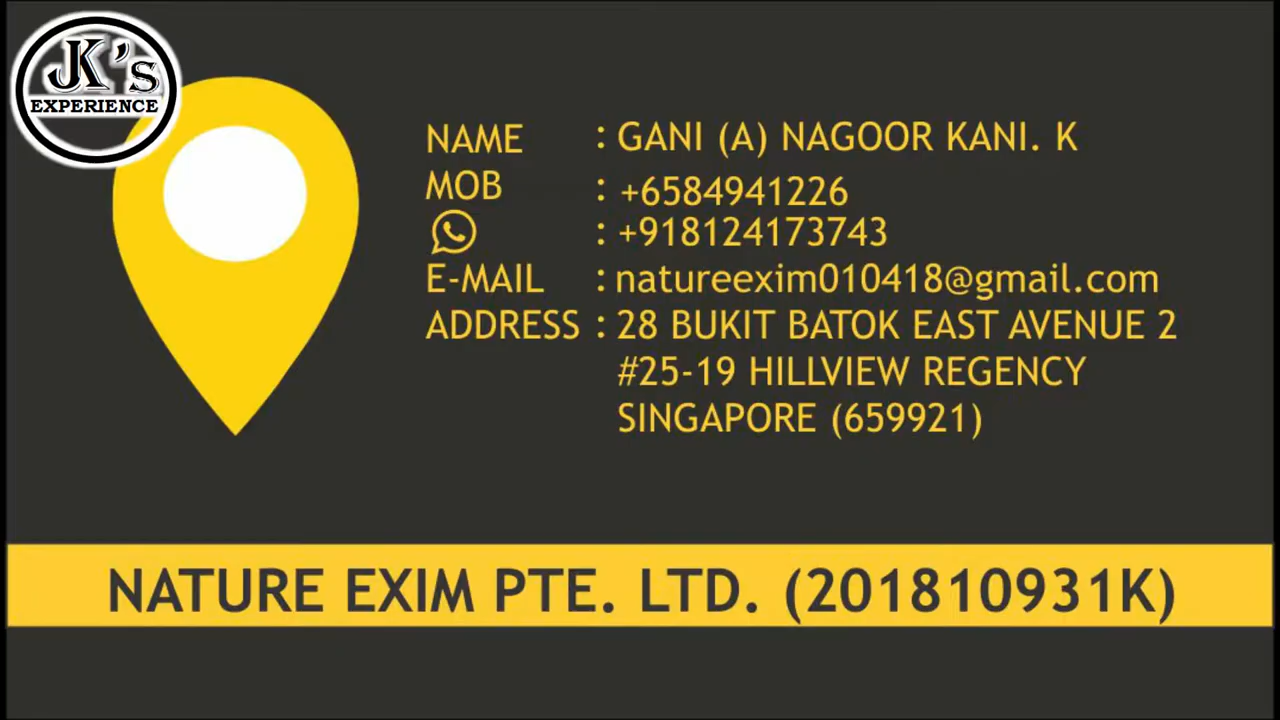 JK's
EXPERIENCE
NAME : GANI (A) NAGOOR KANI. K
MOB : +6584941226
: +918124173743
E-MAIL : natureexim010418@gmail.com
ADDRESS : 28 BUKIT BATOK EAST AVENUE 2
#25-19 HILLVIEW REGENCY
SINGAPORE (659921)
NATURE EXIM PTE. LTD. (201810931K)